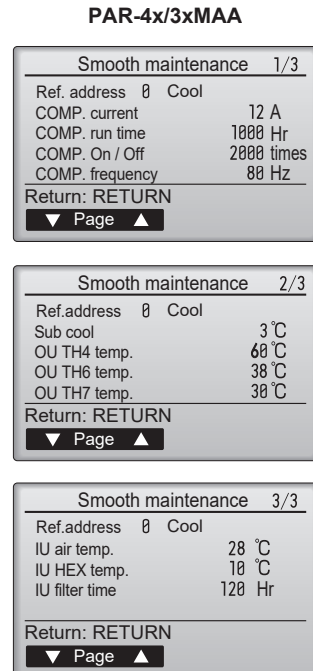 PAR-4x/3xMAA
Smooth maintenance 1/3
Ref. address 0 Cool
COMP. current 12 A
COMP. run time 1000 Hr
COMP. On / Off 2000 times
COMP. frequency 80 Hz
Return: RETURN
▼ Page ▲
Smooth maintenance 2/3
Ref.address 0 Cool
Sub cool 3℃
OU TH4 temp. 60℃
OU TH6 temp. 38℃
OU TH7 temp. 30℃
Return: RETURN
▼ Page ▲
Smooth maintenance 3/3
Ref.address 0 Cool
IU air temp. 28 ℃
IU HEX temp. 10 ℃
IU filter time 120 Hr
Return: RETURN
▼ Page ▲